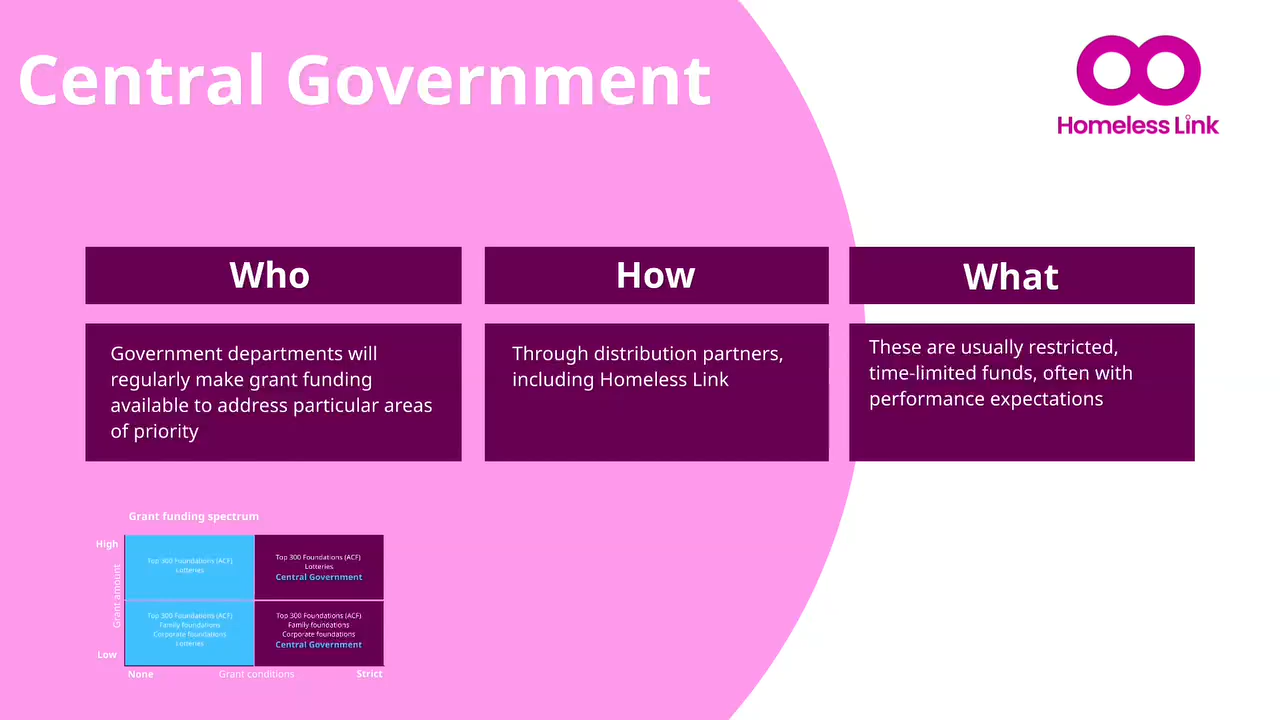 Central Government
Homeless Link
Who
Government departments will
regularly make grant funding
available to address particular areas
of priority
How
Through distribution partners,
including Homeless Link
What
These are usually restricted,
time-limited funds, often with
performance expectations
Grant funding spectrum
High
Grant amount
Low
Top 300 Foundations (ACF)
Lotteries
Top 300 Foundations (ACF)
Lotteries
Central Government
Top 300 Foundations (ACF)
Family foundations
Corporate foundations
Lotteries
Top 300 Foundations (ACF)
Family foundations
Corporate foundations
Central Government
None
Grant conditions
Strict